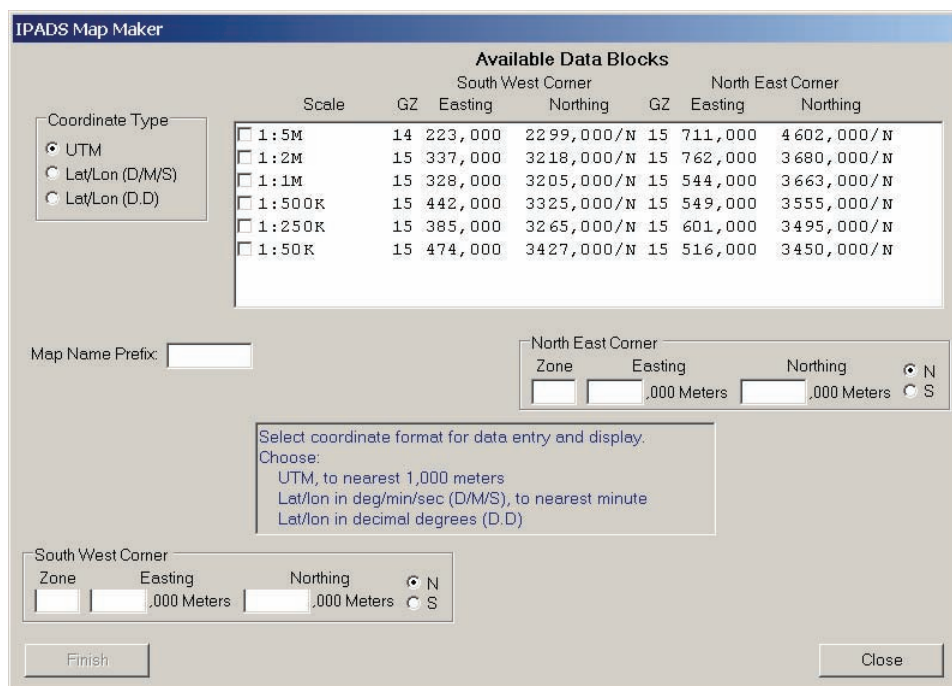 IPADS Map Maker
Available Data Blocks
South West Corner North East Corner
Scale GZ Easting Northing GZ Easting Northing
Coordinate Type
UTM
Lat/Lon (D/M/S)
Lat/Lon (D.D)
1:5M 14 223,000 2299,000/N 15 711,000 4602,000/N
1:2M 15 337,000 3218,000/N 15 762,000 3680,000/N
1:1M 15 328,000 3205,000/N 15 544,000 3663,000/N
1:500K 15 442,000 3325,000/N 15 549,000 3555,000/N
1:250K 15 385,000 3265,000/N 15 601,000 3495,000/N
1:50K 15 474,000 3427,000/N 15 516,000 3450,000/N
Map Name Prefix:
North East Corner
Zone Easting Northing
,000 Meters ,000 Meters
N
S
Select coordinate format for data entry and display.
Choose:
UTM, to nearest 1,000 meters
Lat/lon in deg/min/sec (D/M/S), to nearest minute
Lat/lon in decimal degrees (D.D)
South West Corner
Zone Easting Northing
,000 Meters ,000 Meters
N
S
Finish
Close